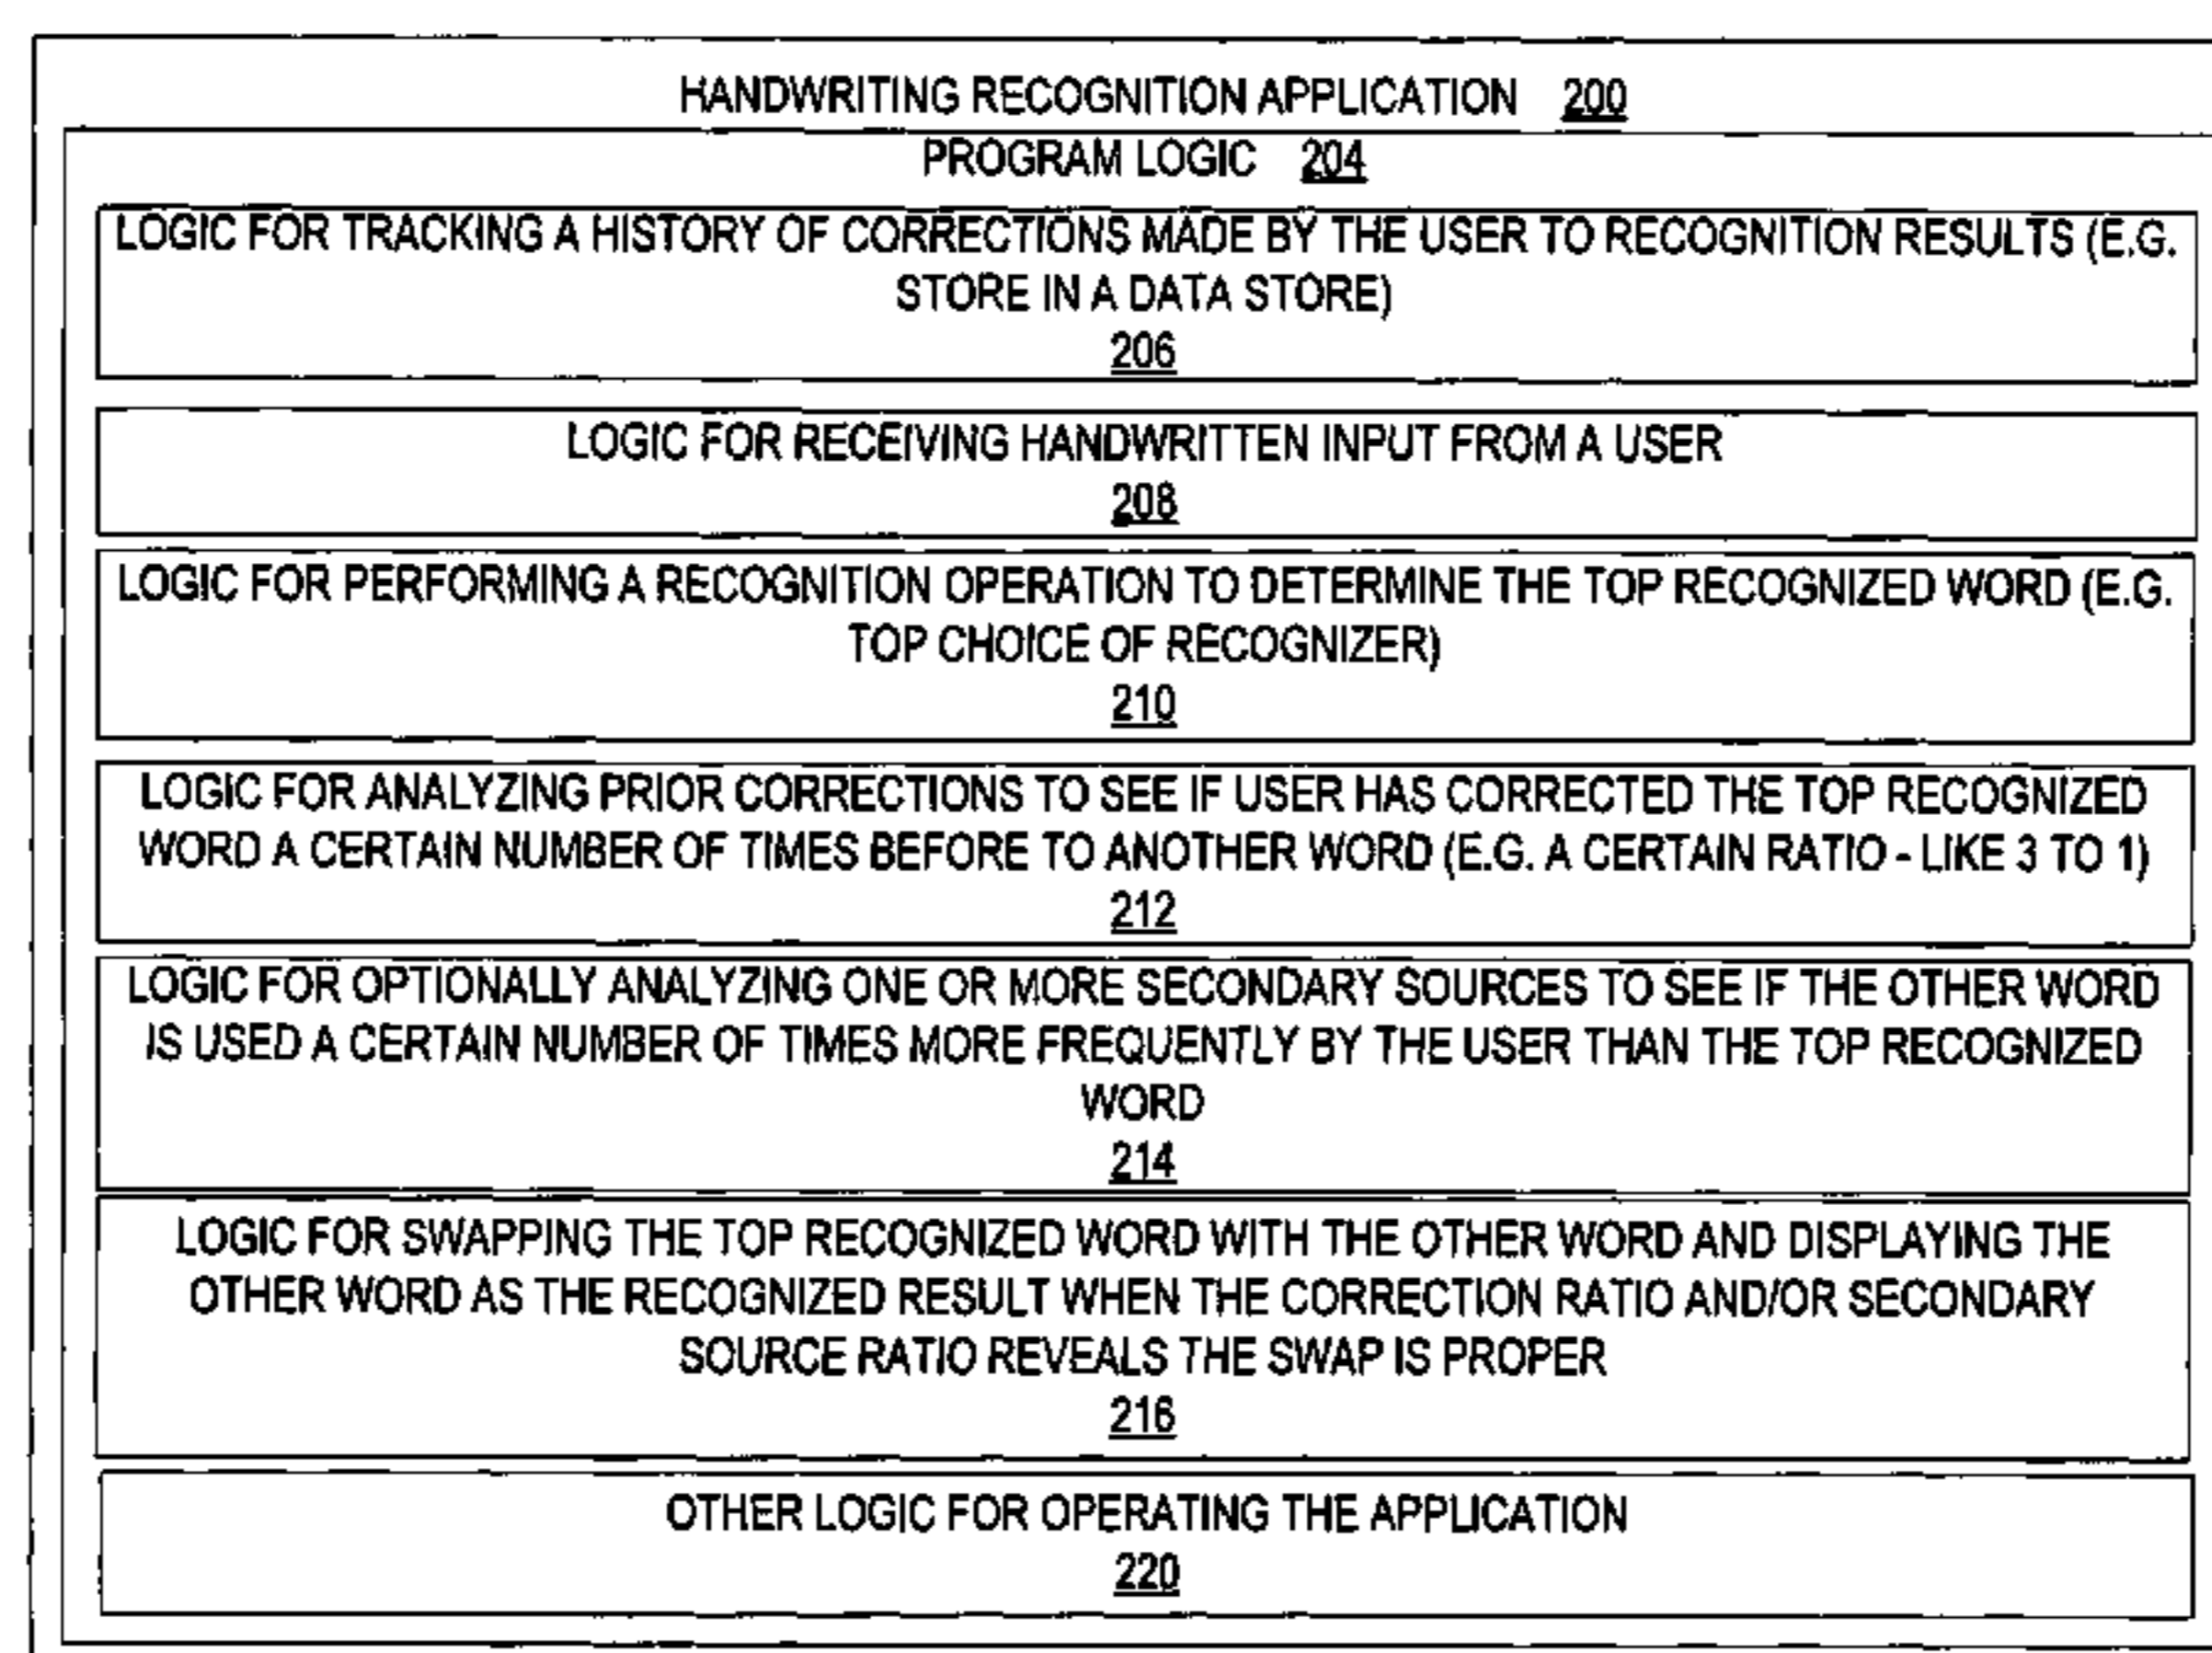 HANDWRITING RECOGNITION APPLICATION 200
PROGRAM LOGIC 204
LOGIC FOR TRACKING A HISTORY OF CORRECTIONS MADE BY THE USER TO RECOGNITION RESULTS (E.G.
STORE IN A DATA STORE)
206
LOGIC FOR RECEIVING HANDWRITTEN INPUT FROM A USER
208
LOGIC FOR PERFORMING A RECOGNITION OPERATION TO DETERMINE THE TOP RECOGNIZED WORD (E.G.
TOP CHOICE OF RECOGNIZER)
210
LOGIC FOR ANALYZING PRIOR CORRECTIONS TO SEE IF USER HAS CORRECTED THE TOP RECOGNIZED
WORD A CERTAIN NUMBER OF TIMES BEFORE TO ANOTHER WORD (E.G. A CERTAIN RATIO - LIKE 3 TO 1)
212
LOGIC FOR OPTIONALLY ANALYZING ONE OR MORE SECONDARY SOURCES TO SEE IF THE OTHER WORD
IS USED A CERTAIN NUMBER OF TIMES MORE FREQUENTLY BY THE USER THAN THE TOP RECOGNIZED
WORD
214
LOGIC FOR SWAPPING THE TOP RECOGNIZED WORD WITH THE OTHER WORD AND DISPLAYING THE
OTHER WORD AS THE RECOGNIZED RESULT WHEN THE CORRECTION RATIO AND/OR SECONDARY
SOURCE RATIO REVEALS THE SWAP IS PROPER
216
OTHER LOGIC FOR OPERATING THE APPLICATION
220